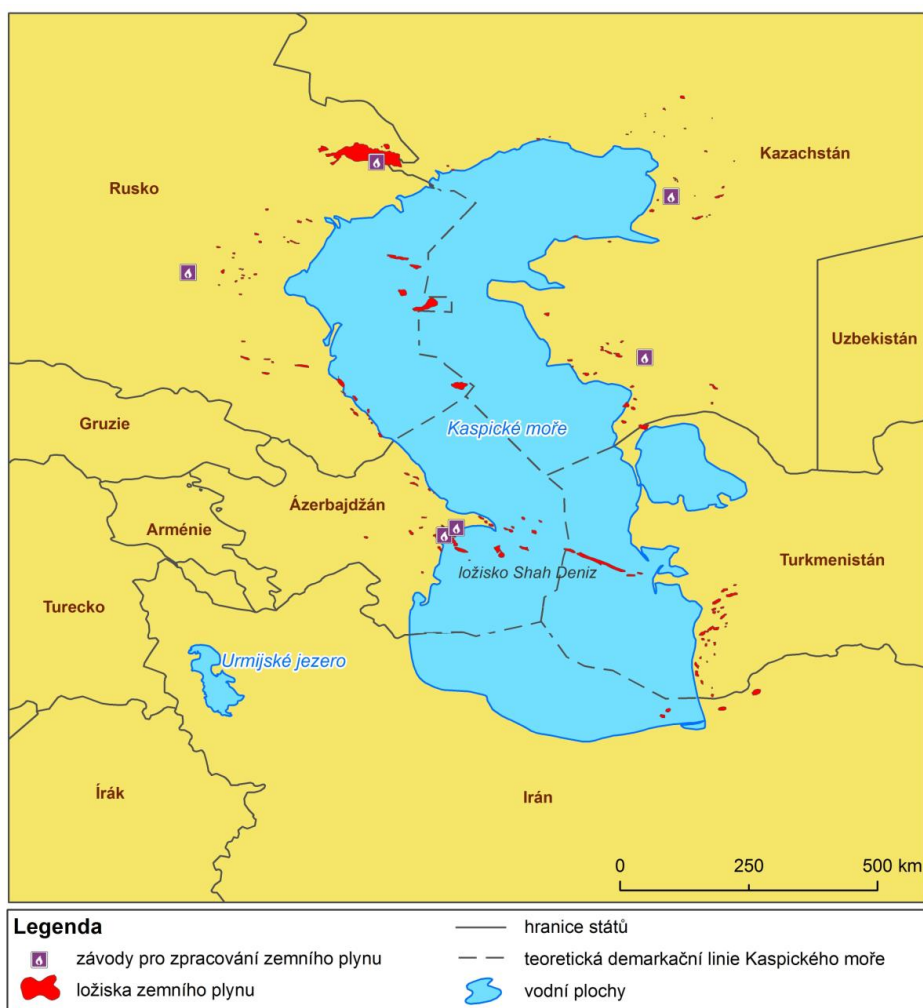 Kazachstán
Rusko
Uzbekistán
Gruzie
Kaspické moře
Ázerbajdžán
Arménie
ložisko Shah Deniz
Turkmenistán
Turecko
Urmijské jezero
Írák
Irán
0 250 500 km
Legenda
závody pro zpracování zemního plynu
ložiska zemního plynu
hranice států
teoretická demarkační linie Kaspického moře
vodní plochy